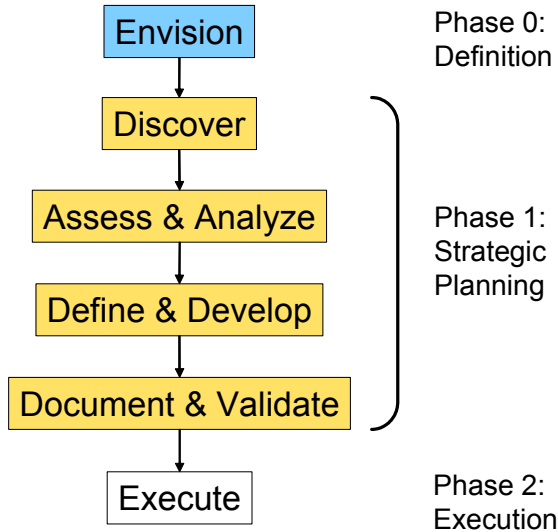 Envision
Phase 0:
Definition
Discover
Assess & Analyze
Phase 1:
Strategic
Planning
Define & Develop
Document & Validate
Execute
Phase 2:
Execution